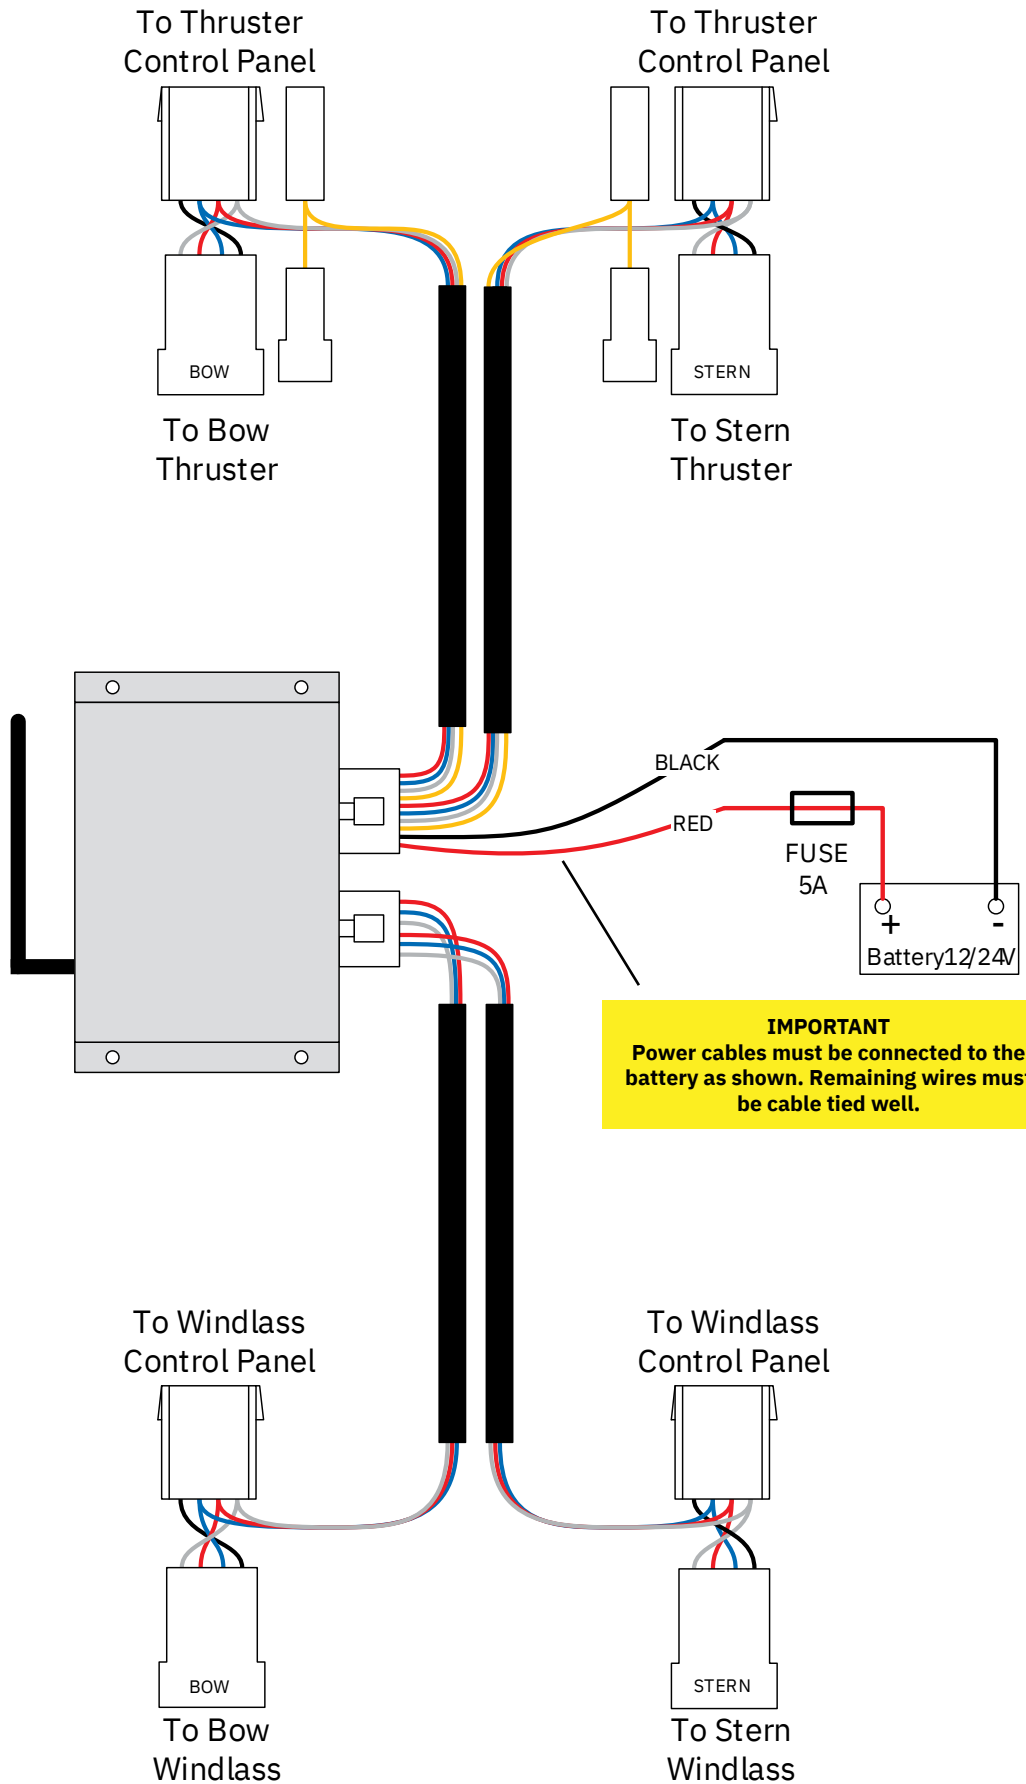 To Thruster
Control Panel
To Thruster
Control Panel
BOW
STERN
To Bow
Thruster
To Stern
Thruster
BLACK
RED
FUSE
5A
+
-
Battery12/24V
IMPORTANT
Power cables must be connected to the
battery as shown. Remaining wires must
be cable tied well.
To Windlass
Control Panel
To Windlass
Control Panel
BOW
STERN
To Bow
Windlass
To Stern
Windlass